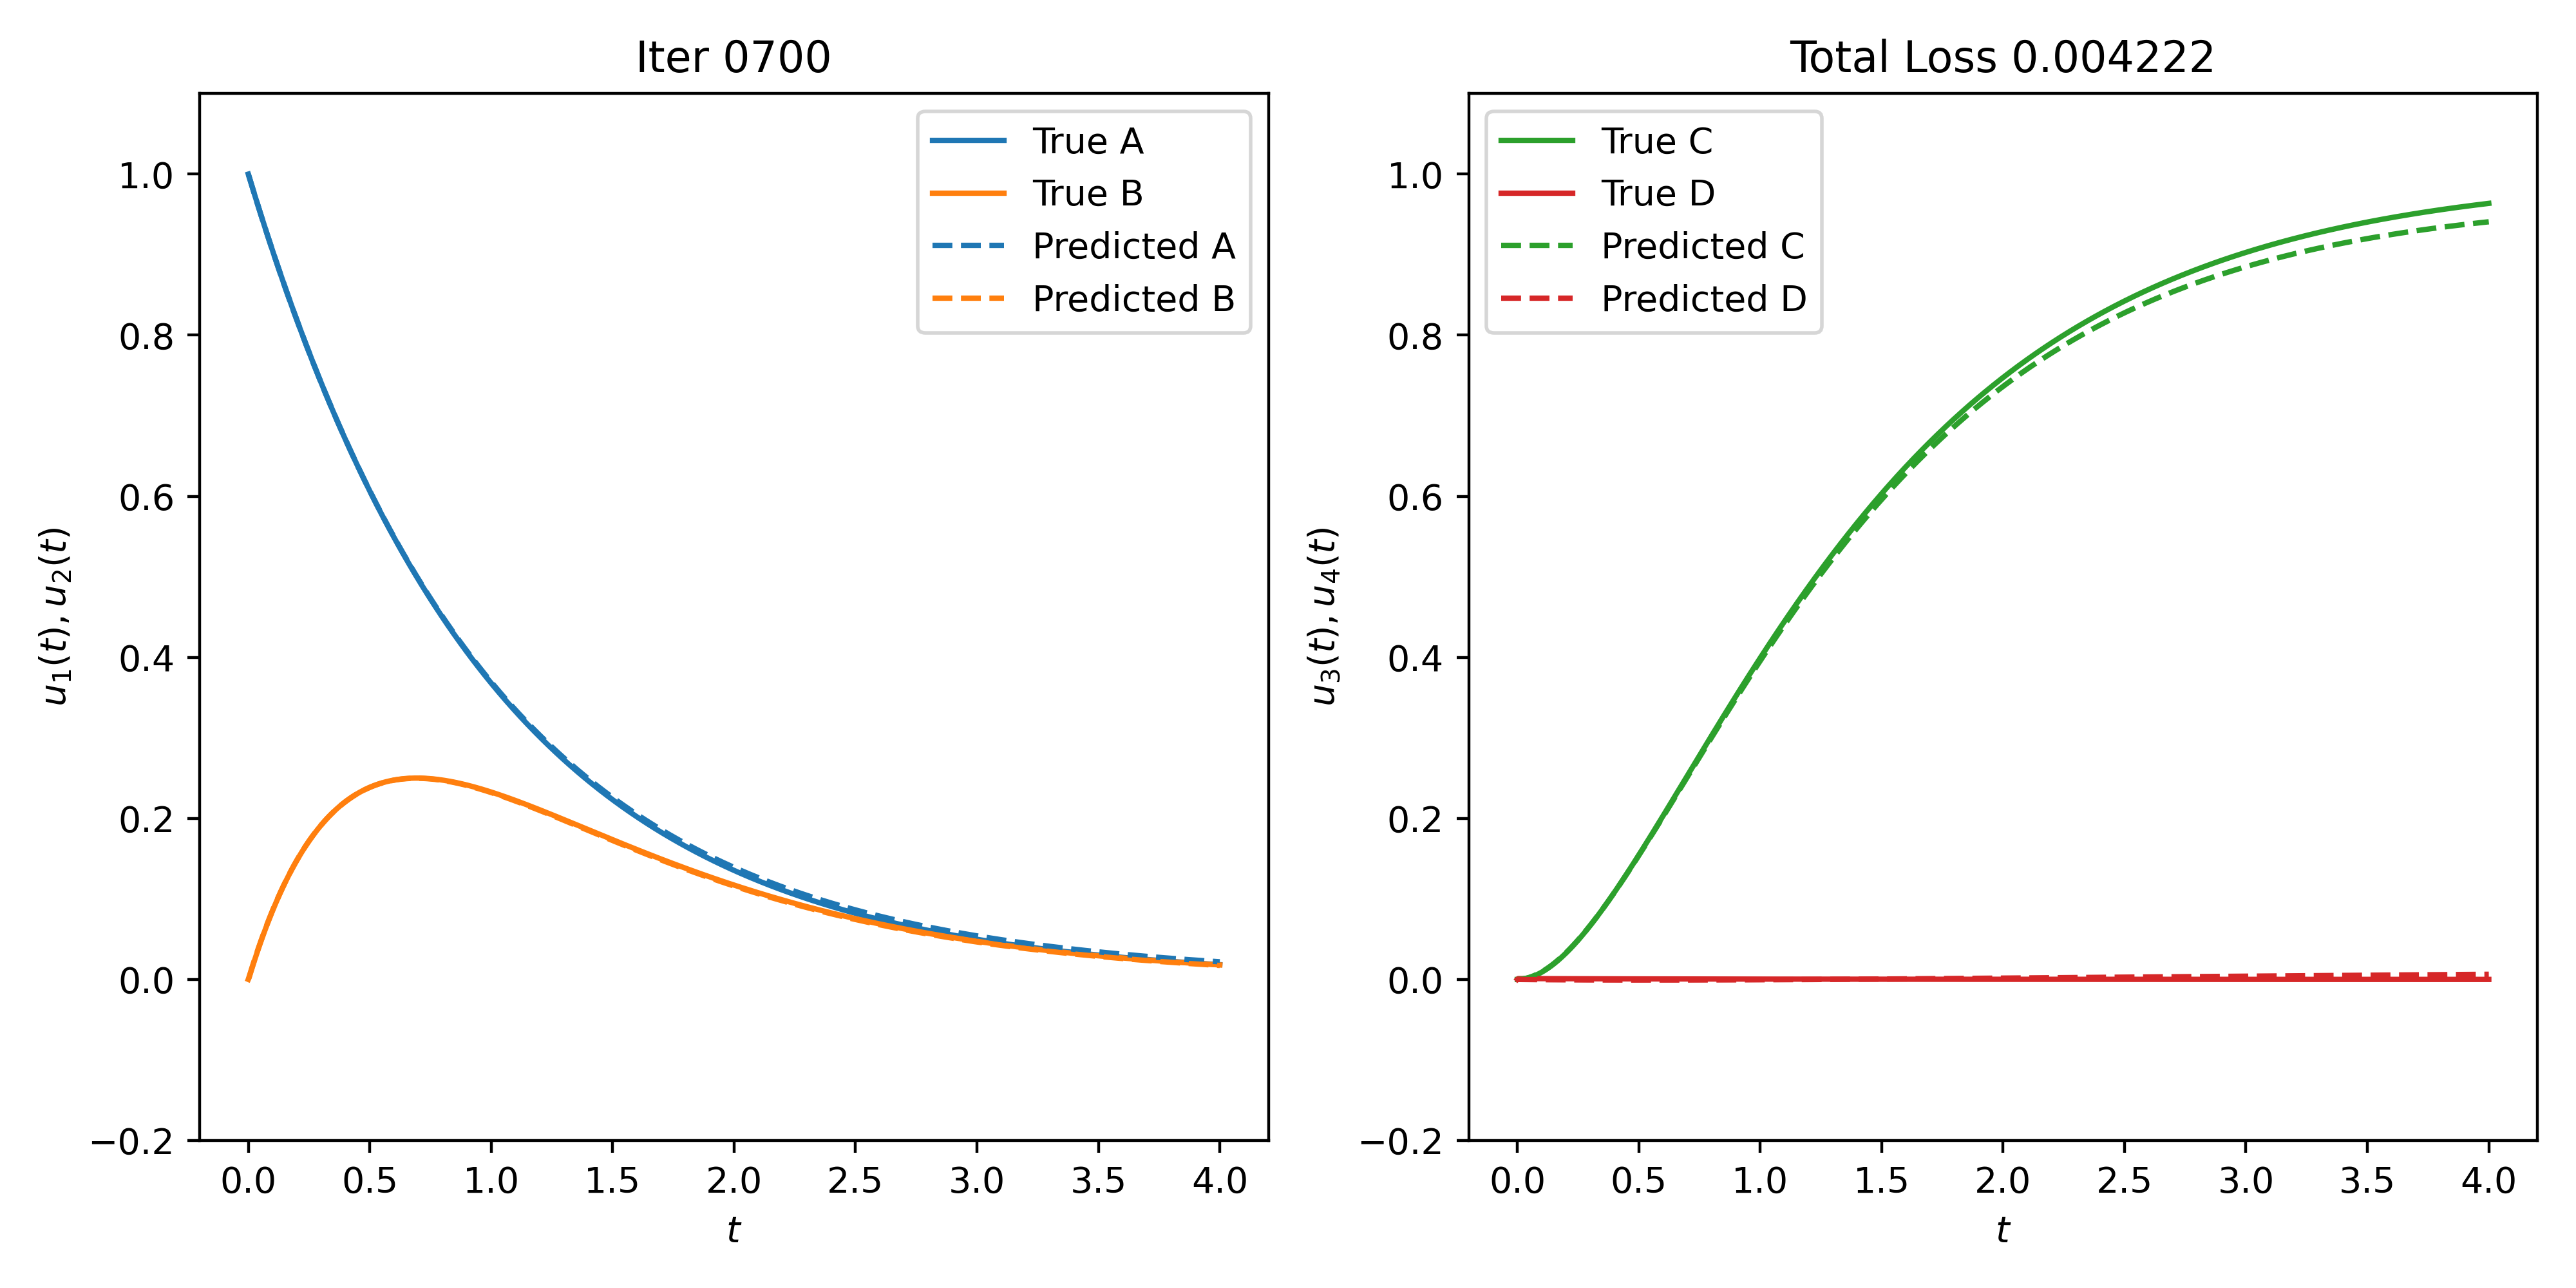 Iter 0700
True A
True B
Predicted A
Predicted B
1.0
0.8
0.6
0.4
0.2
0.0
−0.2
u₁(t), u₂(t)
0.0 0.5 1.0 1.5 2.0 2.5 3.0 3.5 4.0
t
Total Loss 0.004222
True C
True D
Predicted C
Predicted D
1.0
0.8
0.6
0.4
0.2
0.0
−0.2
u₃(t), u₄(t)
0.0 0.5 1.0 1.5 2.0 2.5 3.0 3.5 4.0
t